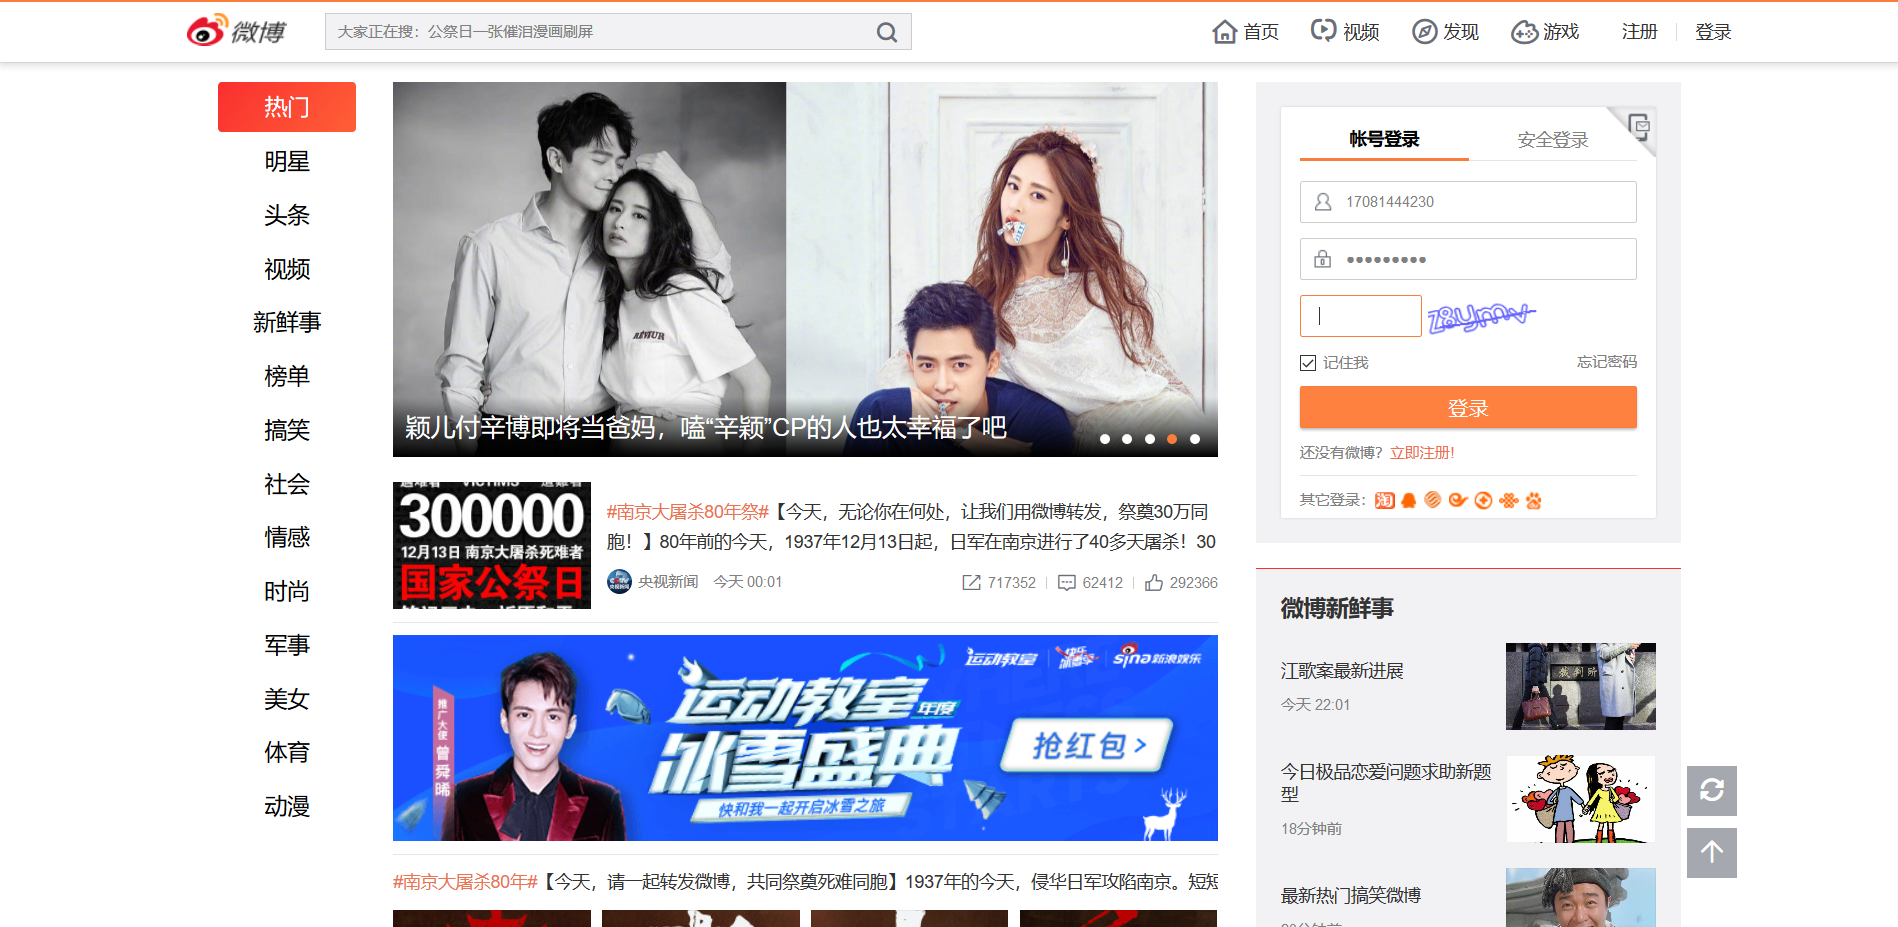 微博
大家正在搜：公祭日一张催泪漫画刷屏
首页
视频
发现
游戏
注册
登录
热门
明星
头条
视频
新鲜事
榜单
搞笑
社会
情感
时尚
军事
美女
体育
动漫
颖儿付辛博即将当爸妈，嗑“辛颖”CP的人也太幸福了吧
300000
12月13日 南京大屠杀死难者
国家公祭日
#南京大屠杀80年祭#【今天，无论你在何处，让我们用微博转发，祭奠30万同
胞！】80年前的今天，1937年12月13日起，日军在南京进行了40多天屠杀！30
央视新闻 今天 00:01
717352
62412
292366
运动教室
快乐冰雪季
sina新浪娱乐
推广大使 曾舜晞
运动教室年度
冰雪盛典
快和我一起开启冰雪之旅
抢红包 >
#南京大屠杀80年#【今天，请一起转发微博，共同祭奠死难同胞】1937年的今天，侵华日军攻陷南京。短短
帐号登录
安全登录
17081444230
z8ymv
记住我
忘记密码
登录
还没有微博？立即注册!
其它登录：
微博新鲜事
江歌案最新进展
今天 22:01
裁判所
今日极品恋爱问题求助新题
型
18分钟前
最新热门搞笑微博